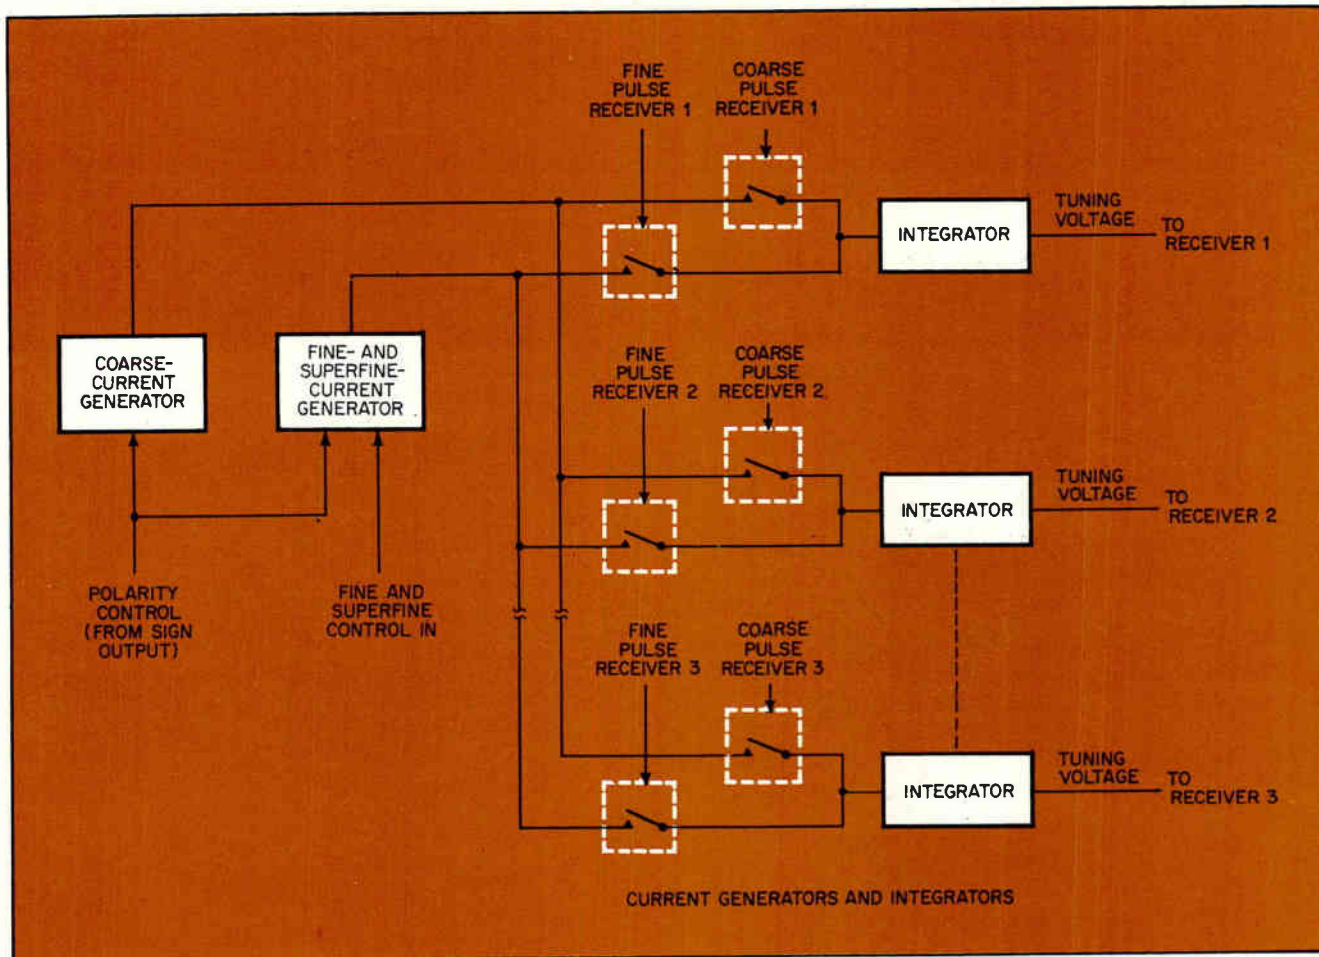 FINE
PULSE
RECEIVER 1
COARSE
PULSE
RECEIVER 1
INTEGRATOR
TUNING
VOLTAGE
TO
RECEIVER 1
COARSE-
CURRENT
GENERATOR
FINE- AND
SUPERFINE-
CURRENT
GENERATOR
FINE
PULSE
RECEIVER 2
COARSE
PULSE
RECEIVER 2
INTEGRATOR
TUNING
VOLTAGE
TO
RECEIVER 2
POLARITY
CONTROL
(FROM SIGN
OUTPUT)
FINE AND
SUPERFINE
CONTROL IN
FINE
PULSE
RECEIVER 3
COARSE
PULSE
RECEIVER 3
INTEGRATOR
TUNING
VOLTAGE
TO
RECEIVER 3
CURRENT GENERATORS AND INTEGRATORS